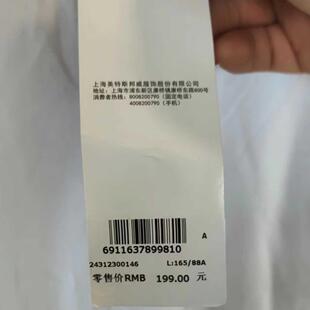 上海美特斯邦威服饰股份有限公司
地址：上海市浦东新区康桥镇康桥东路800号
消费者热线：8008200795（固定电话）
4008200795（手机）
A
6911637899810
24312300146 L:165/88A
零售价RMB 199.00 元